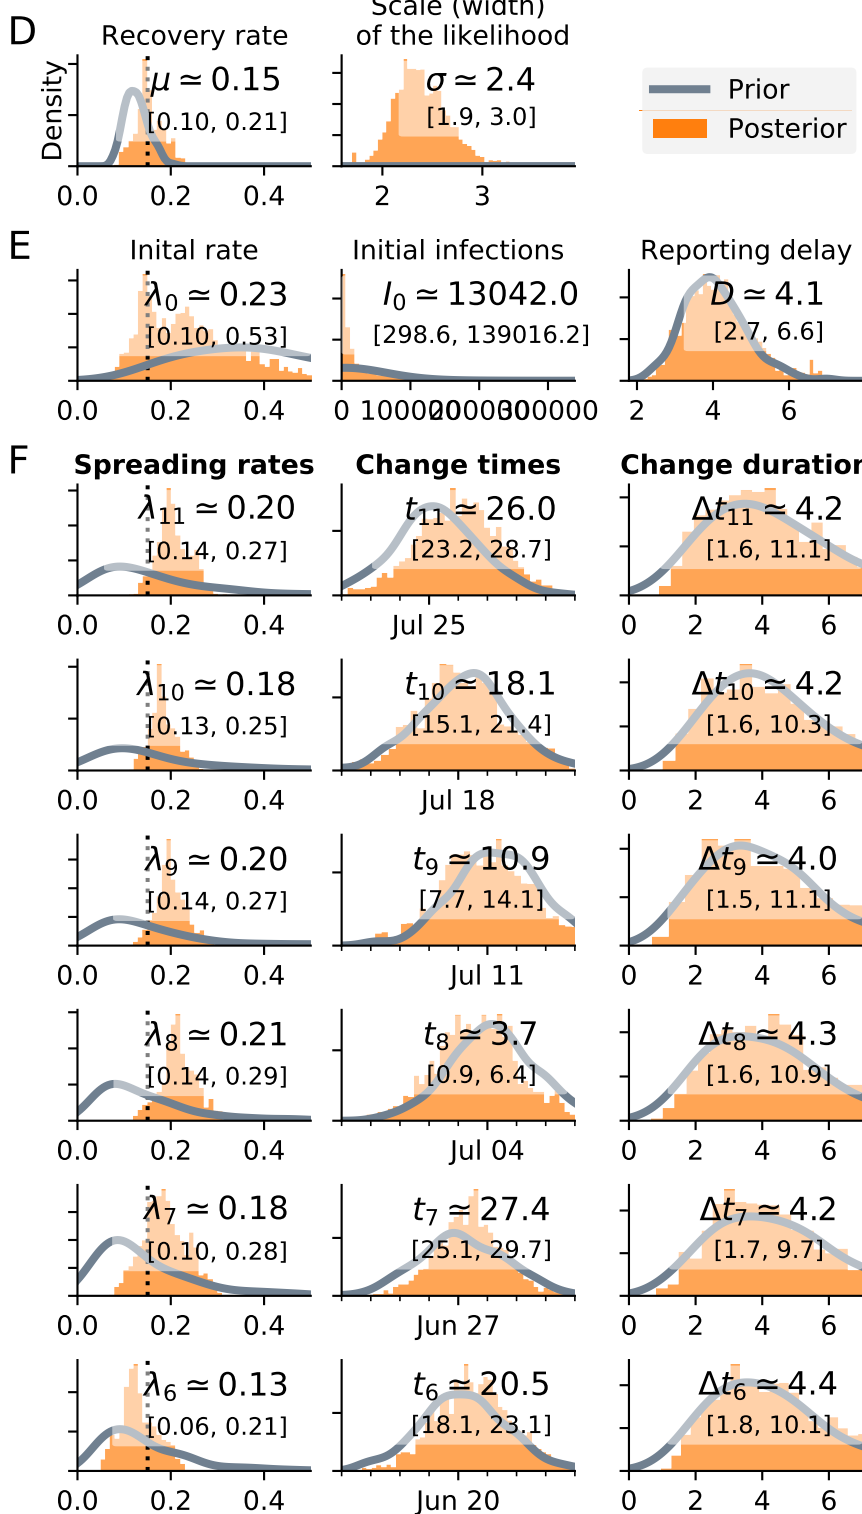 D
Scale (width)
Recovery rate
of the likelihood
Density
μ ≃ 0.15
[0.10, 0.21]
σ ≃ 2.4
[1.9, 3.0]
Prior
Posterior
0.0 0.2 0.4
2 3
E
Inital rate
Initial infections
Reporting delay
λ0 ≃ 0.23
[0.10, 0.53]
I0 ≃ 13042.0
[298.6, 139016.2]
D ≃ 4.1
[2.7, 6.6]
0.0 0.2 0.4
0 100000 200000 300000
2 4 6
F
Spreading rates
Change times
Change duration
λ11 ≃ 0.20
[0.14, 0.27]
t11 ≃ 26.0
[23.2, 28.7]
Δt11 ≃ 4.2
[1.6, 11.1]
0.0 0.2 0.4
Jul 25
0 2 4 6
λ10 ≃ 0.18
[0.13, 0.25]
t10 ≃ 18.1
[15.1, 21.4]
Δt10 ≃ 4.2
[1.6, 10.3]
0.0 0.2 0.4
Jul 18
0 2 4 6
λ9 ≃ 0.20
[0.14, 0.27]
t9 ≃ 10.9
[7.7, 14.1]
Δt9 ≃ 4.0
[1.5, 11.1]
0.0 0.2 0.4
Jul 11
0 2 4 6
λ8 ≃ 0.21
[0.14, 0.29]
t8 ≃ 3.7
[0.9, 6.4]
Δt8 ≃ 4.3
[1.6, 10.9]
0.0 0.2 0.4
Jul 04
0 2 4 6
λ7 ≃ 0.18
[0.10, 0.28]
t7 ≃ 27.4
[25.1, 29.7]
Δt7 ≃ 4.2
[1.7, 9.7]
0.0 0.2 0.4
Jun 27
0 2 4 6
λ6 ≃ 0.13
[0.06, 0.21]
t6 ≃ 20.5
[18.1, 23.1]
Δt6 ≃ 4.4
[1.8, 10.1]
0.0 0.2 0.4
Jun 20
0 2 4 6